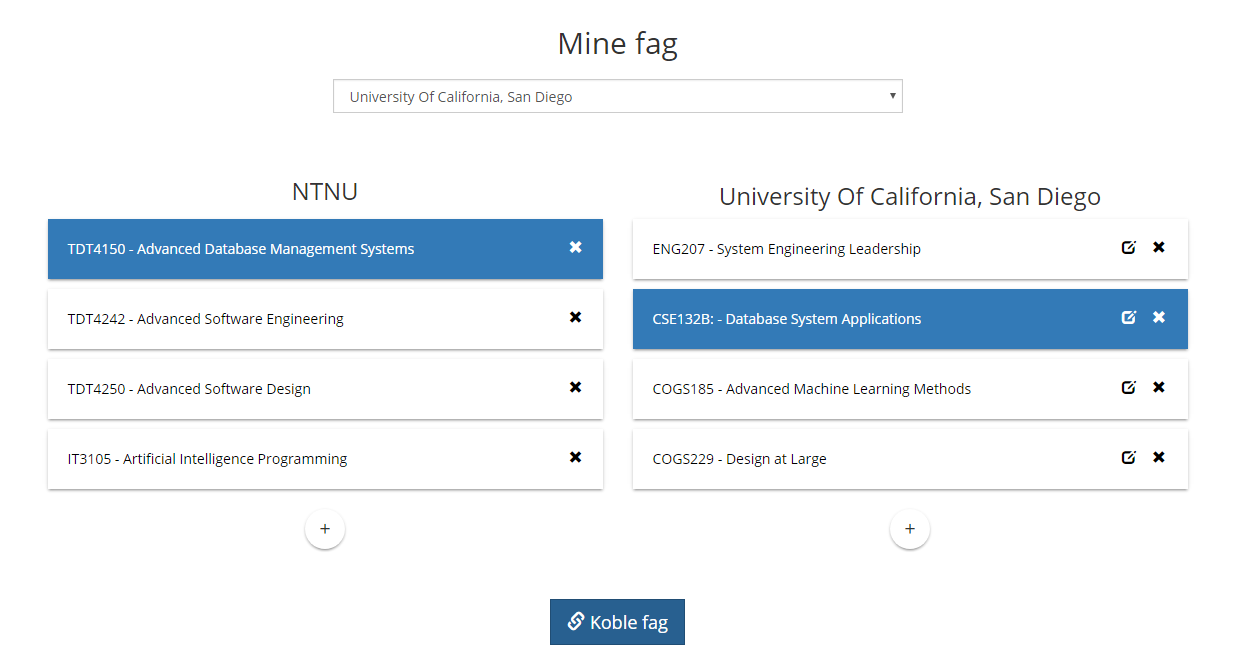 Mine fag
University Of California, San Diego
NTNU
TDT4150 - Advanced Database Management Systems
TDT4242 - Advanced Software Engineering
TDT4250 - Advanced Software Design
IT3105 - Artificial Intelligence Programming
+
University Of California, San Diego
ENG207 - System Engineering Leadership
CSE132B: - Database System Applications
COGS185 - Advanced Machine Learning Methods
COGS229 - Design at Large
+
Koble fag